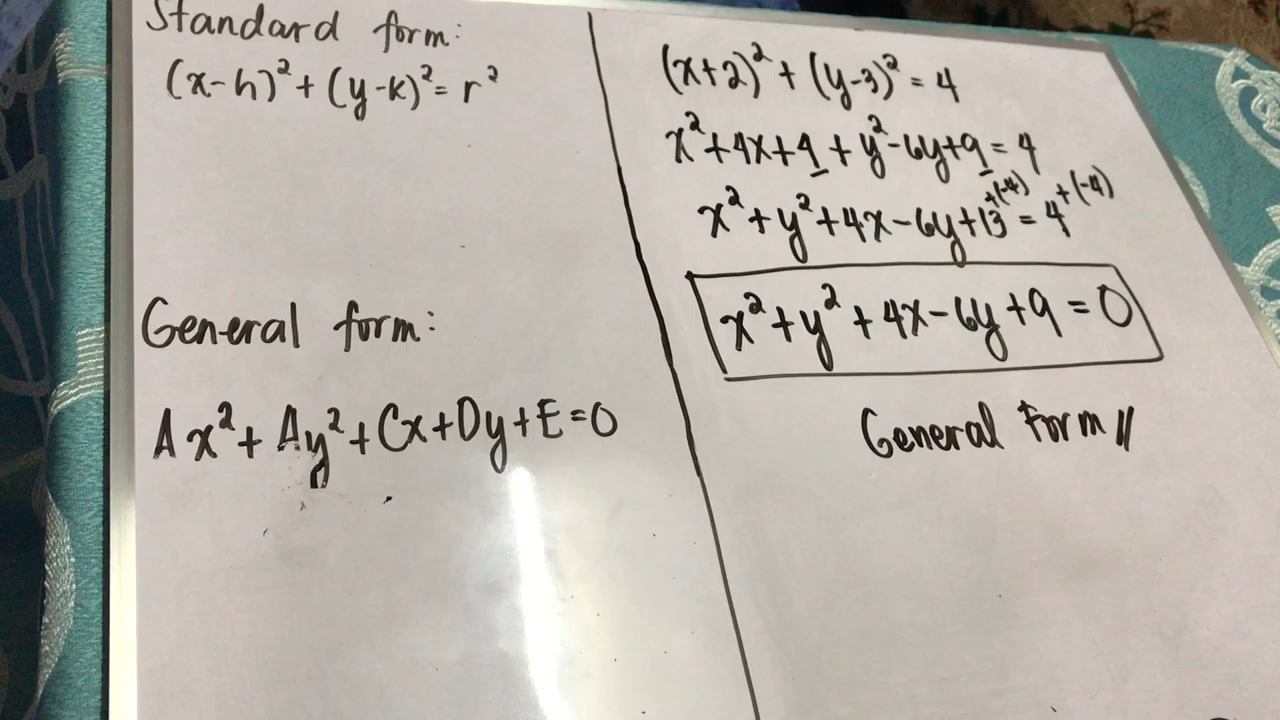 Standard form:
(x-h)²+(y-k)²=r²
General form:
Ax²+Ay²+Cx+Dy+E=0
(x+2)²+(y-3)²=4
x²+4x+4+y²-6y+9=4
x²+y²+4x-6y+13+(-4)=4+(-4)
x²+y²+4x-6y+9=0
General Form //